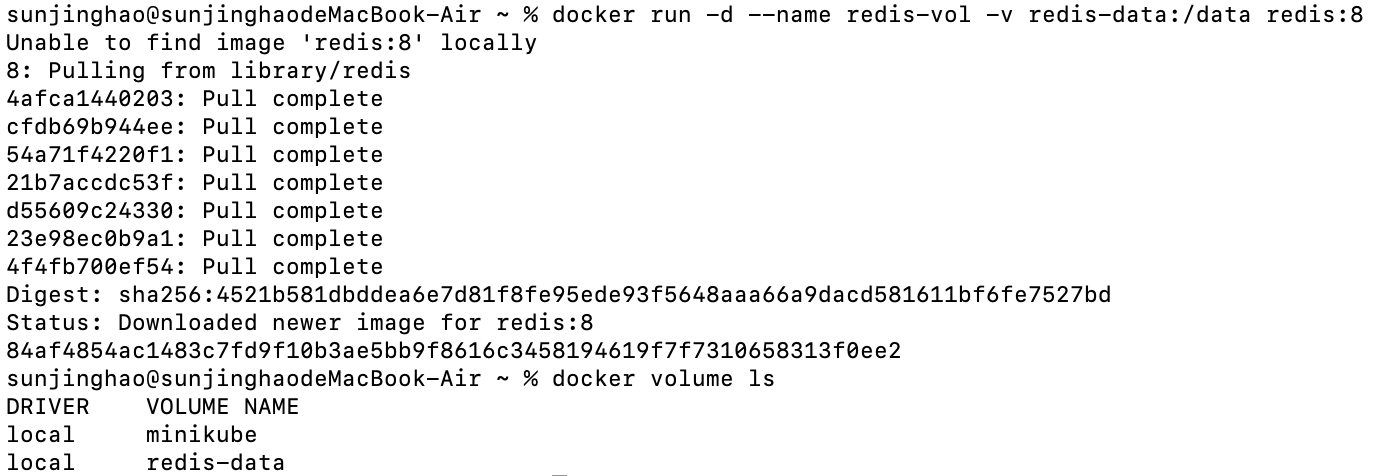 sunjinghao@sunjinghaodeMacBook-Air ~ % docker run -d --name redis-vol -v redis-data:/data redis:8
Unable to find image 'redis:8' locally
8: Pulling from library/redis
4afca1440203: Pull complete
cfdb69b944ee: Pull complete
54a71f4220f1: Pull complete
21b7accdc53f: Pull complete
d55609c24330: Pull complete
23e98ec0b9a1: Pull complete
4f4fb700ef54: Pull complete
Digest: sha256:4521b581dbddea6e7d81f8fe95ede93f5648aaa66a9dacd581611bf6fe7527bd
Status: Downloaded newer image for redis:8
84af4854ac1483c7fd9f10b3ae5bb9f8616c3458194619f7f7310658313f0ee2
sunjinghao@sunjinghaodeMacBook-Air ~ % docker volume ls
DRIVER    VOLUME NAME
local     minikube
local     redis-data